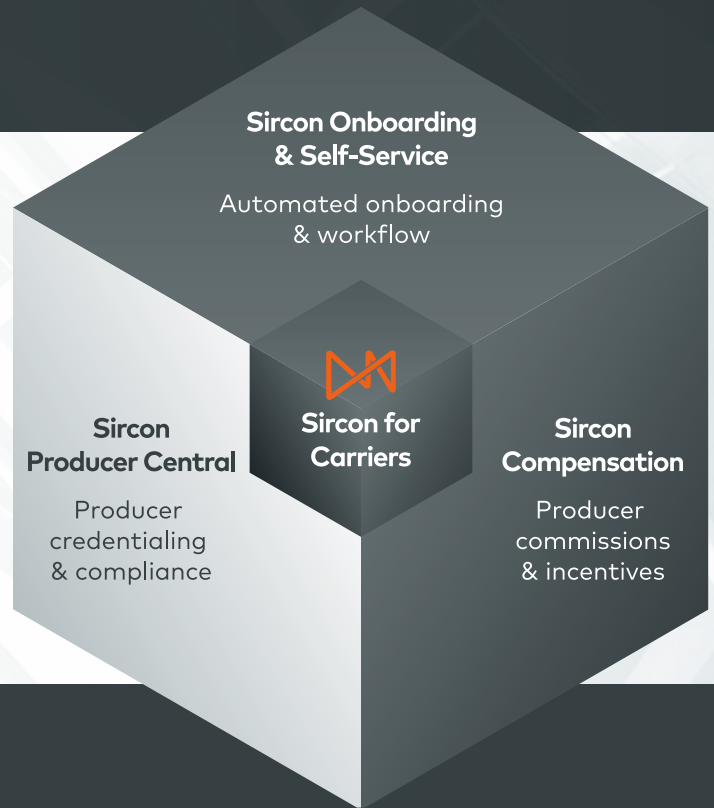 Sircon Onboarding
& Self-Service
Automated onboarding
& workflow
Sircon for
Carriers
Sircon
Producer Central
Producer
credentialing
& compliance
Sircon
Compensation
Producer
commissions
& incentives